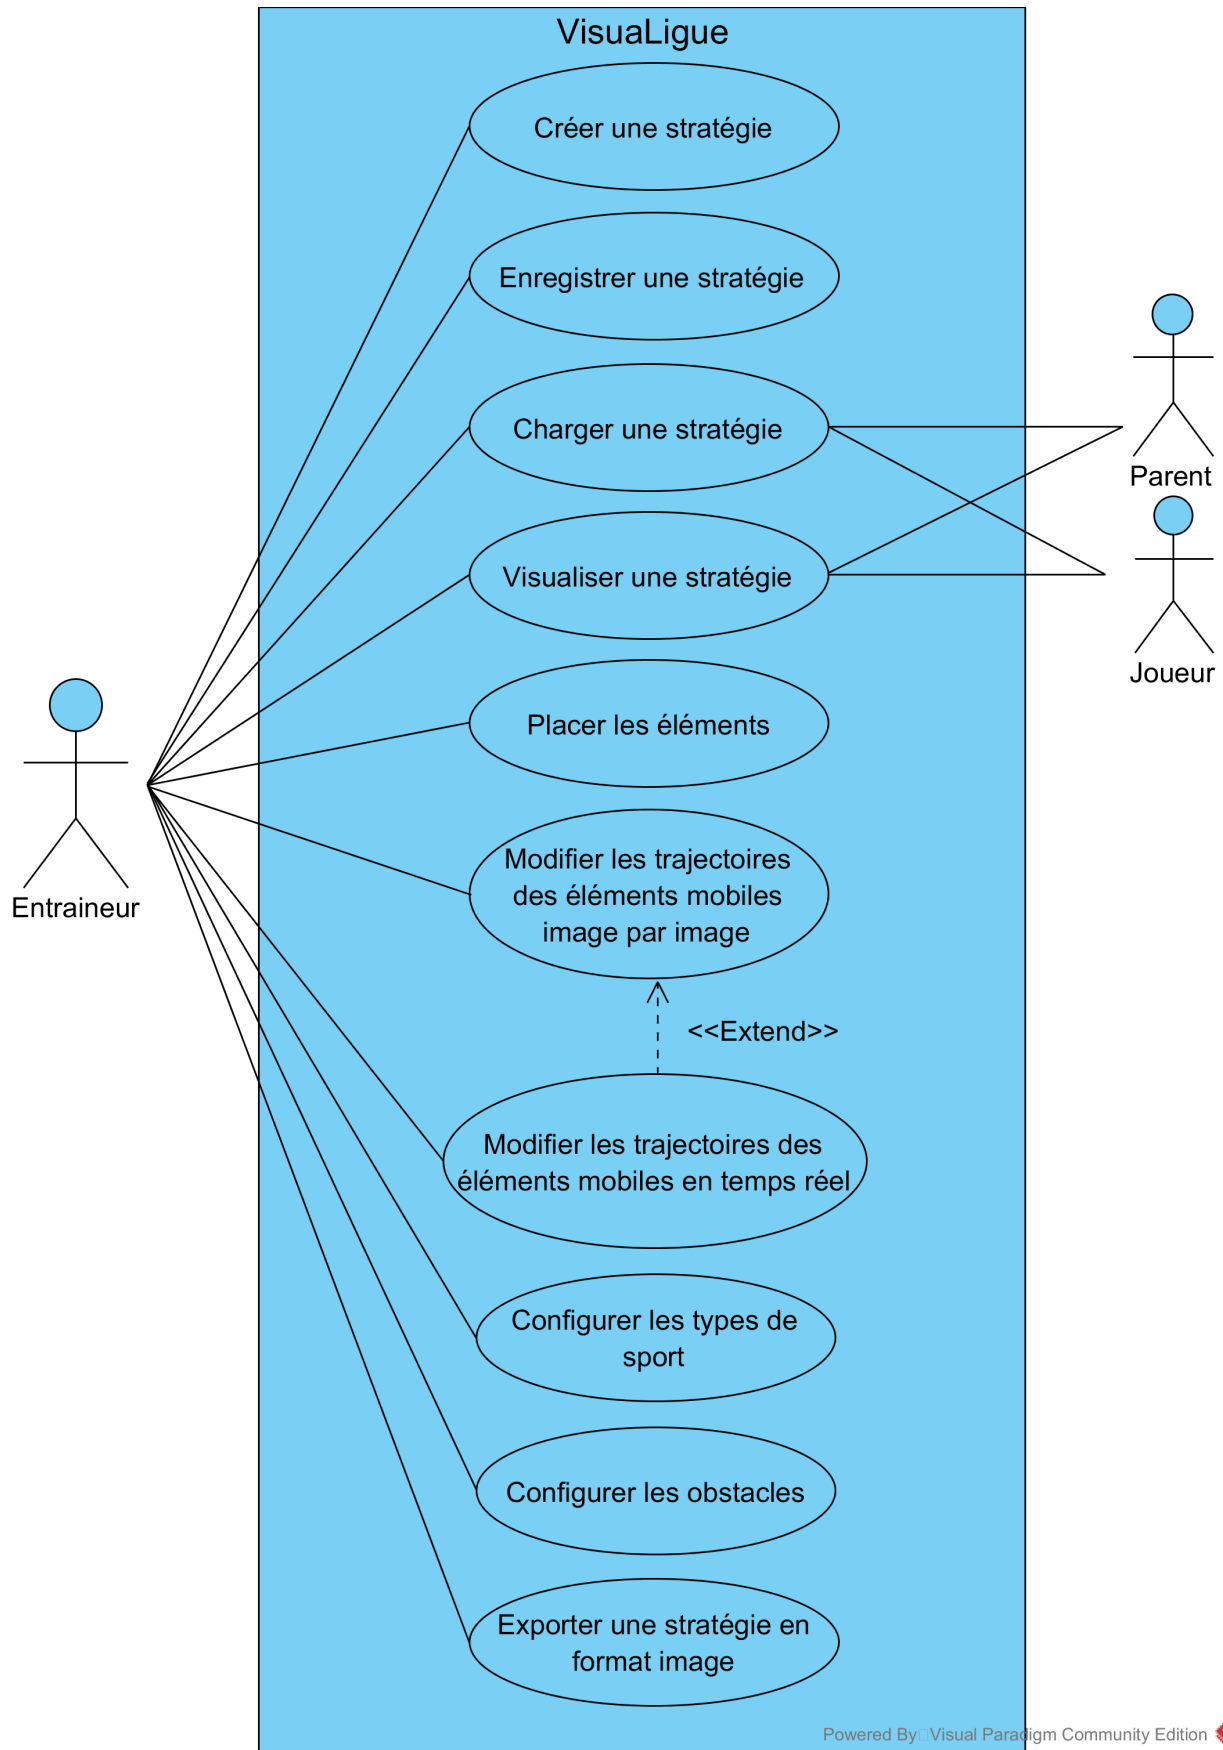 VisuaLigue
Créer une stratégie
Enregistrer une stratégie
Charger une stratégie
Parent
Visualiser une stratégie
Joueur
Placer les éléments
Entraineur
Modifier les trajectoires
des éléments mobiles
image par image
<<Extend>>
Modifier les trajectoires des
éléments mobiles en temps réel
Configurer les types de
sport
Configurer les obstacles
Exporter une stratégie en
format image
Powered By Visual Paradigm Community Edition